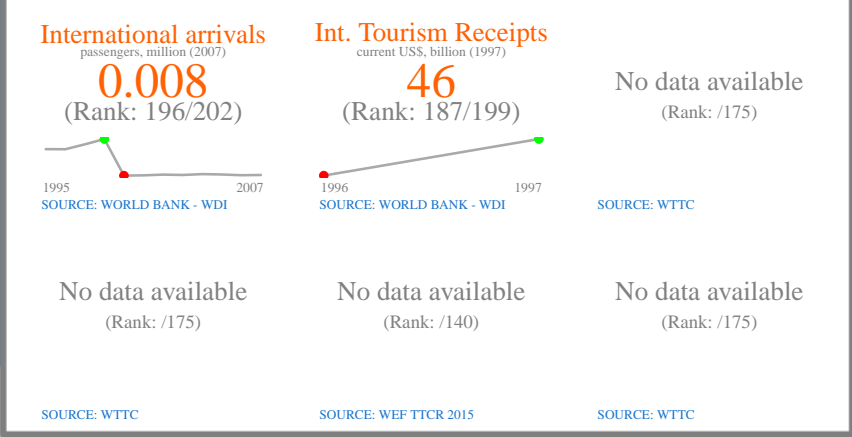 International arrivals
passengers, million (2007)
0.008
(Rank: 196/202)
1995 2007
SOURCE: WORLD BANK - WDI
Int. Tourism Receipts
current US$, billion (1997)
46
(Rank: 187/199)
1996 1997
SOURCE: WORLD BANK - WDI
No data available
(Rank: /175)
SOURCE: WTTC
No data available
(Rank: /175)
SOURCE: WTTC
No data available
(Rank: /140)
SOURCE: WEF TTCR 2015
No data available
(Rank: /175)
SOURCE: WTTC